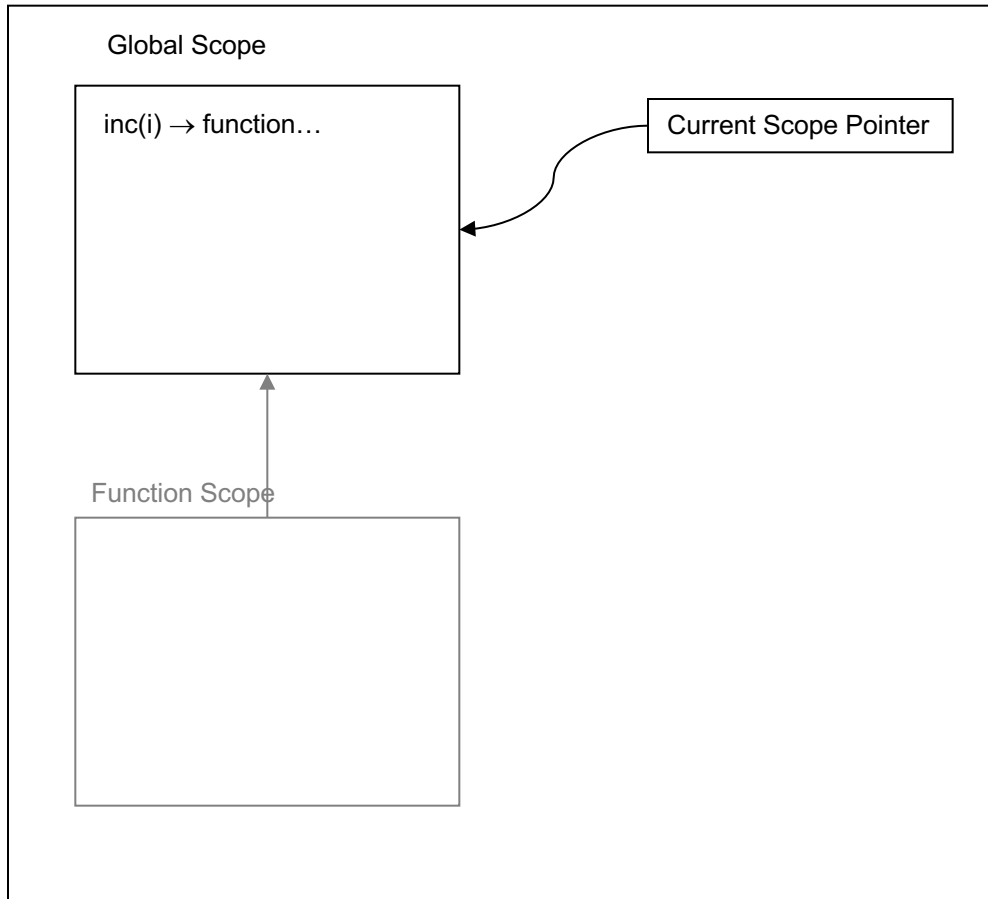 Global Scope
inc(i) → function…
Current Scope Pointer
Function Scope